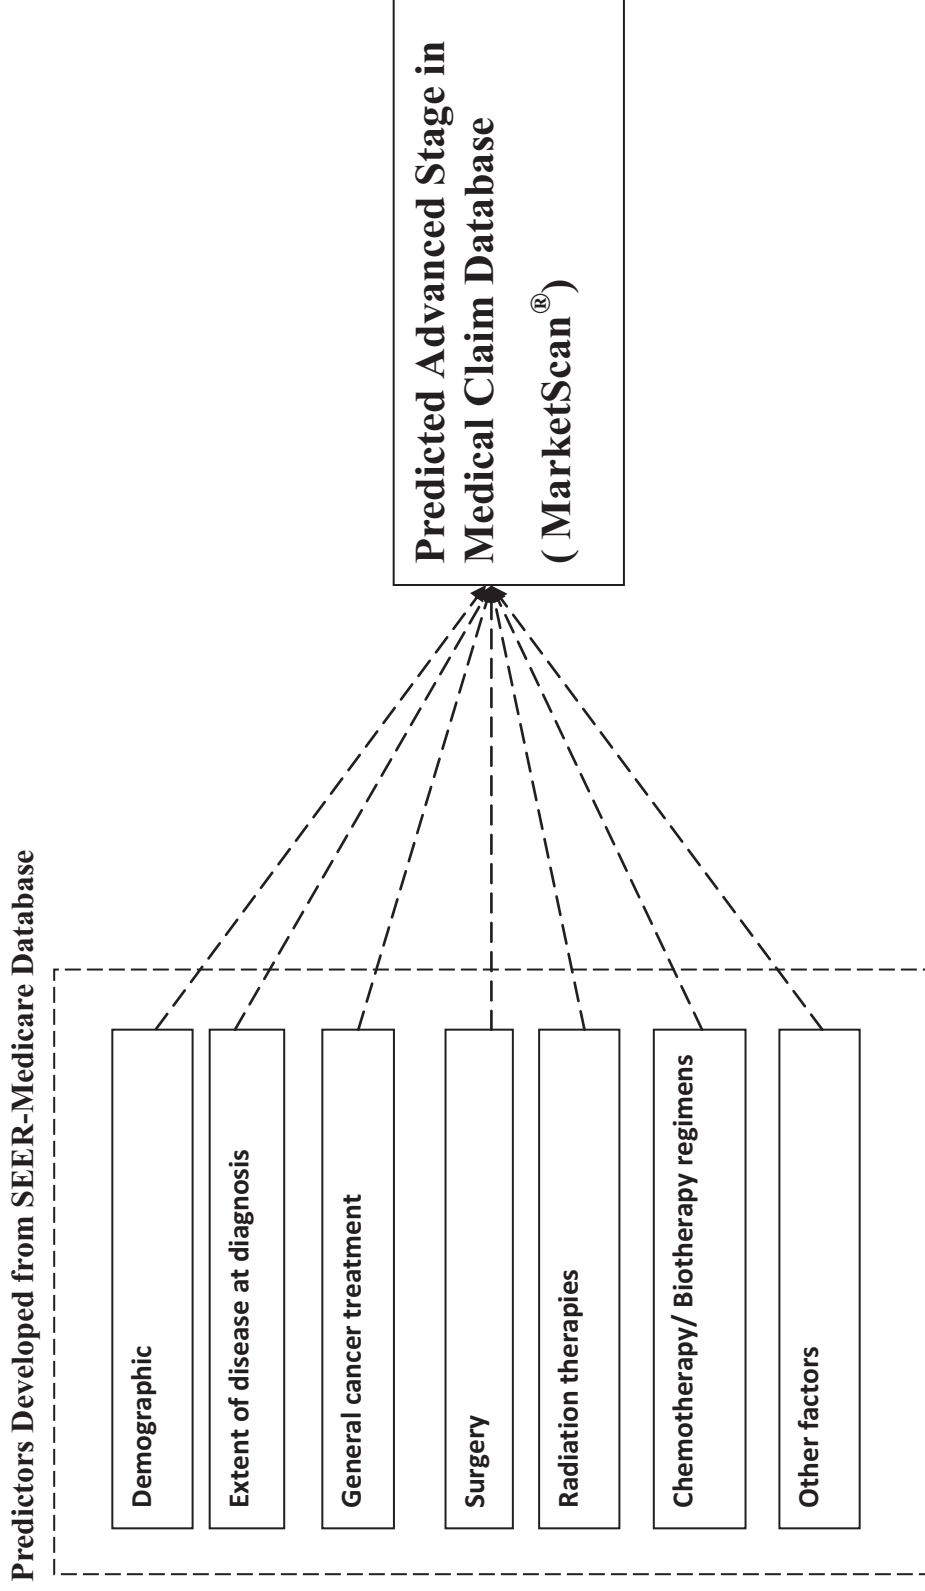 Predictors Developed from SEER-Medicare Database
Demographic
Extent of disease at diagnosis
General cancer treatment
Surgery
Radiation therapies
Chemotherapy/ Biotherapy regimens
Other factors
Predicted Advanced Stage in
Medical Claim Database
( MarketScan®)